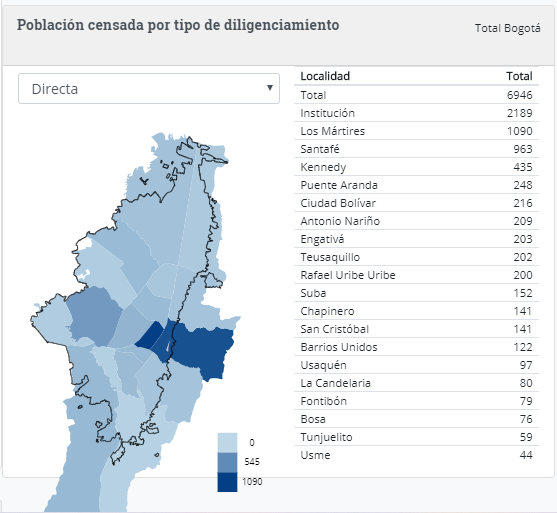 Población censada por tipo de diligenciamiento
Total Bogotá
Directa
Localidad Total
Total 6946
Institución 2189
Los Mártires 1090
Santafé 963
Kennedy 435
Puente Aranda 248
Ciudad Bolívar 216
Antonio Nariño 209
Engativá 203
Teusaquillo 202
Rafael Uribe Uribe 200
Suba 152
Chapinero 141
San Cristóbal 141
Barrios Unidos 122
Usaquén 97
La Candelaria 80
Fontibón 79
Bosa 76
Tunjuelito 59
Usme 44
0
545
1090